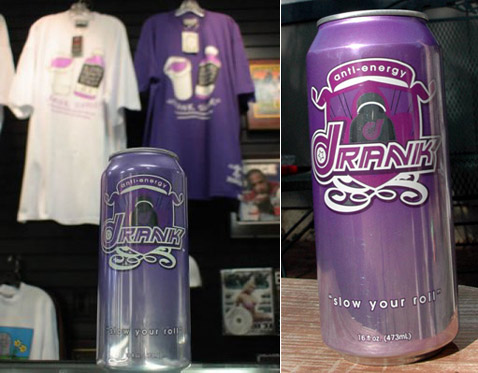 anti-energy
dRANK
"slow your roll"
anti-energy
dRANK
"slow your roll"
16 fl oz. (473mL)